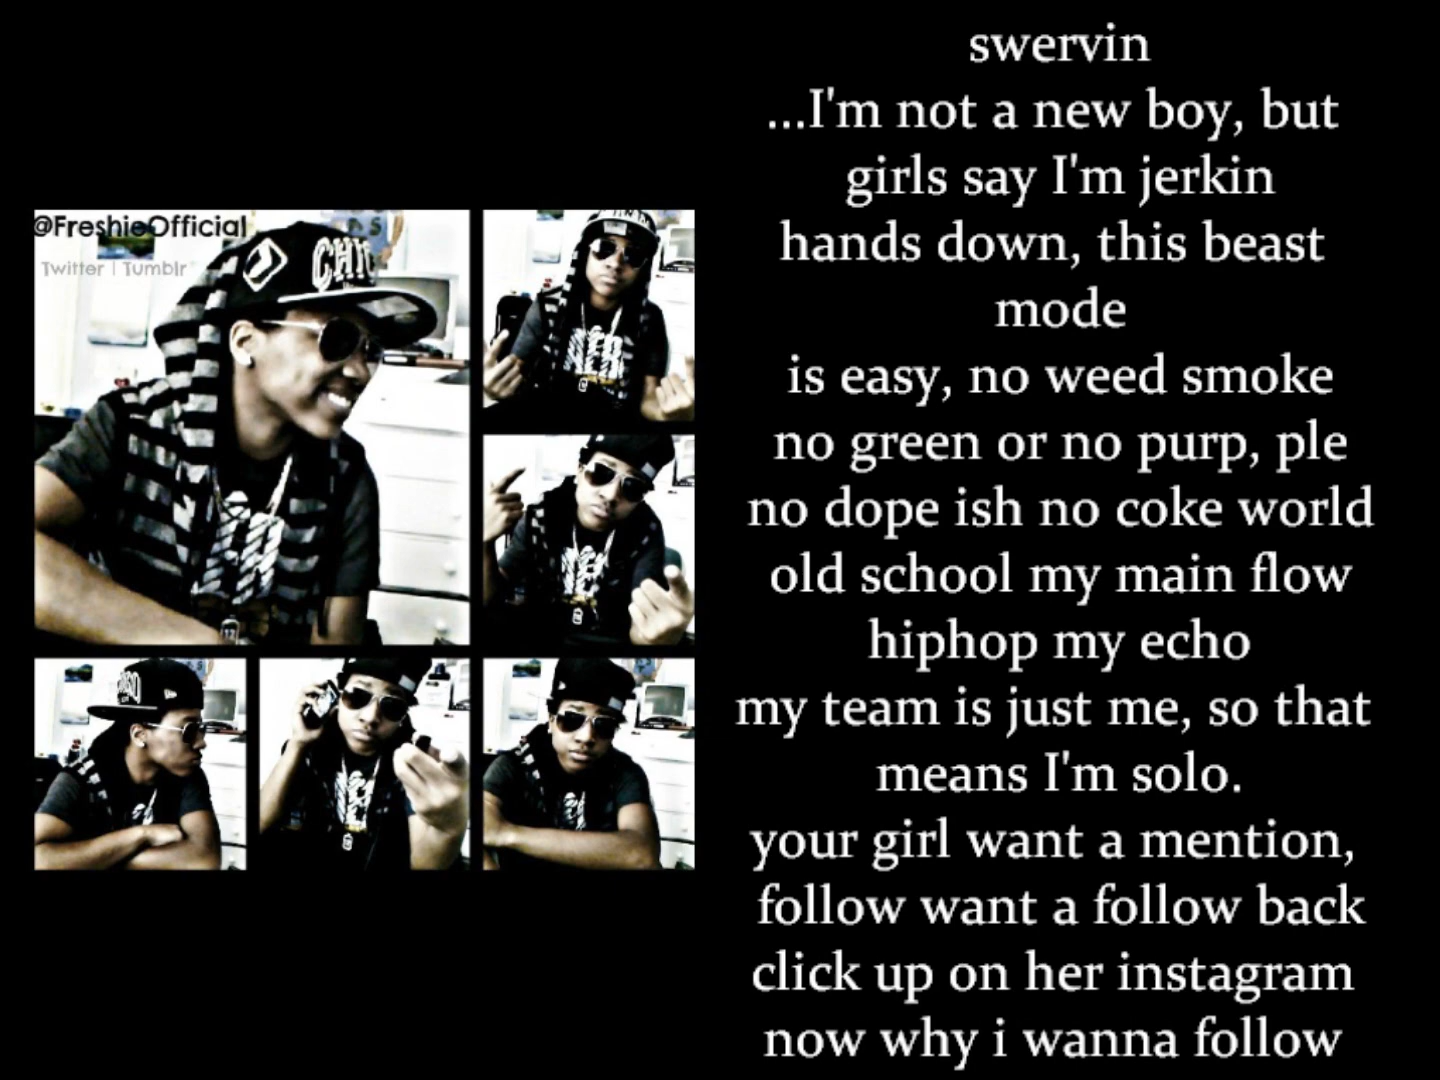 @FreshieOfficial
Twitter | Tumblr
CHIC
swervin
...I'm not a new boy, but
girls say I'm jerkin
hands down, this beast
mode
is easy, no weed smoke
no green or no purp, ple
no dope ish no coke world
old school my main flow
hiphop my echo
my team is just me, so that
means I'm solo.
your girl want a mention,
follow want a follow back
click up on her instagram
now why i wanna follow